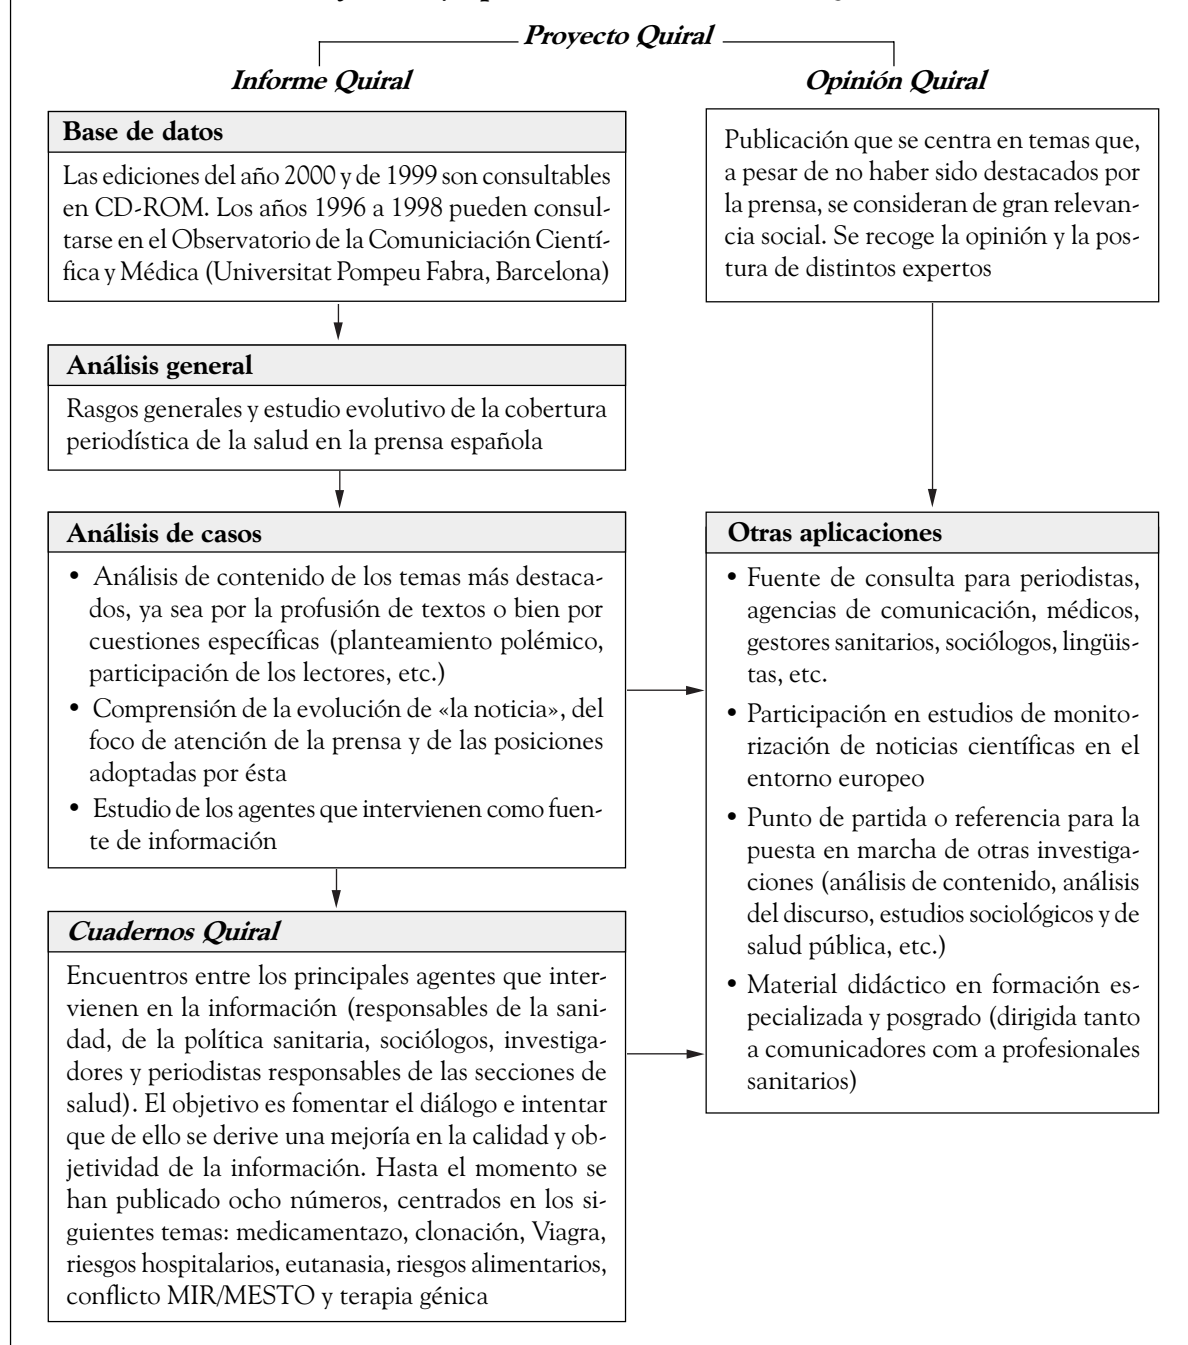 Proyecto Quiral
Informe Quiral
Base de datos
Las ediciones del año 2000 y de 1999 son consultables
en CD-ROM. Los años 1996 a 1998 pueden consul-
tarse en el Observatorio de la Comuniciación Cientí-
fica y Médica (Universitat Pompeu Fabra, Barcelona)
Análisis general
Rasgos generales y estudio evolutivo de la cobertura
periodística de la salud en la prensa española
Análisis de casos
• Análisis de contenido de los temas más destaca-
dos, ya sea por la profusión de textos o bien por
cuestiones específicas (planteamiento polémico,
participación de los lectores, etc.)
• Comprensión de la evolución de «la noticia», del
foco de atención de la prensa y de las posiciones
adoptadas por ésta
• Estudio de los agentes que intervienen como fuen-
te de información
Cuadernos Quiral
Encuentros entre los principales agentes que inter-
vienen en la información (responsables de la sani-
dad, de la política sanitaria, sociólogos, investiga-
dores y periodistas responsables de las secciones de
salud). El objetivo es fomentar el diálogo e intentar
que de ello se derive una mejoría en la calidad y ob-
jetividad de la información. Hasta el momento se
han publicado ocho números, centrados en los si-
guientes temas: medicamentazo, clonación, Viagra,
riesgos hospitalarios, eutanasia, riesgos alimentarios,
conflicto MIR/MESTO y terapia génica
Opinión Quiral
Publicación que se centra en temas que,
a pesar de no haber sido destacados por
la prensa, se consideran de gran relevan-
cia social. Se recoge la opinión y la pos-
tura de distintos expertos
Otras aplicaciones
• Fuente de consulta para periodistas,
agencias de comunicación, médicos,
gestores sanitarios, sociólogos, lingüis-
tas, etc.
• Participación en estudios de monito-
rización de noticias científicas en el
entorno europeo
• Punto de partida o referencia para la
puesta en marcha de otras investiga-
ciones (análisis de contenido, análisis
del discurso, estudios sociológicos y de
salud pública, etc.)
• Material didáctico en formación es-
pecializada y posgrado (dirigida tanto
a comunicadores com a profesionales
sanitarios)